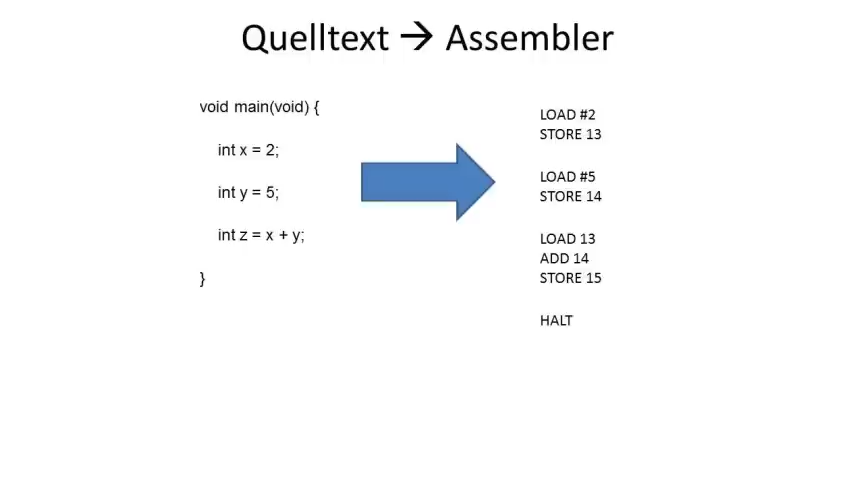 Quelltext → Assembler
void main(void) {
int x = 2;
int y = 5;
int z = x + y;
}
LOAD #2
STORE 13
LOAD #5
STORE 14
LOAD 13
ADD 14
STORE 15
HALT